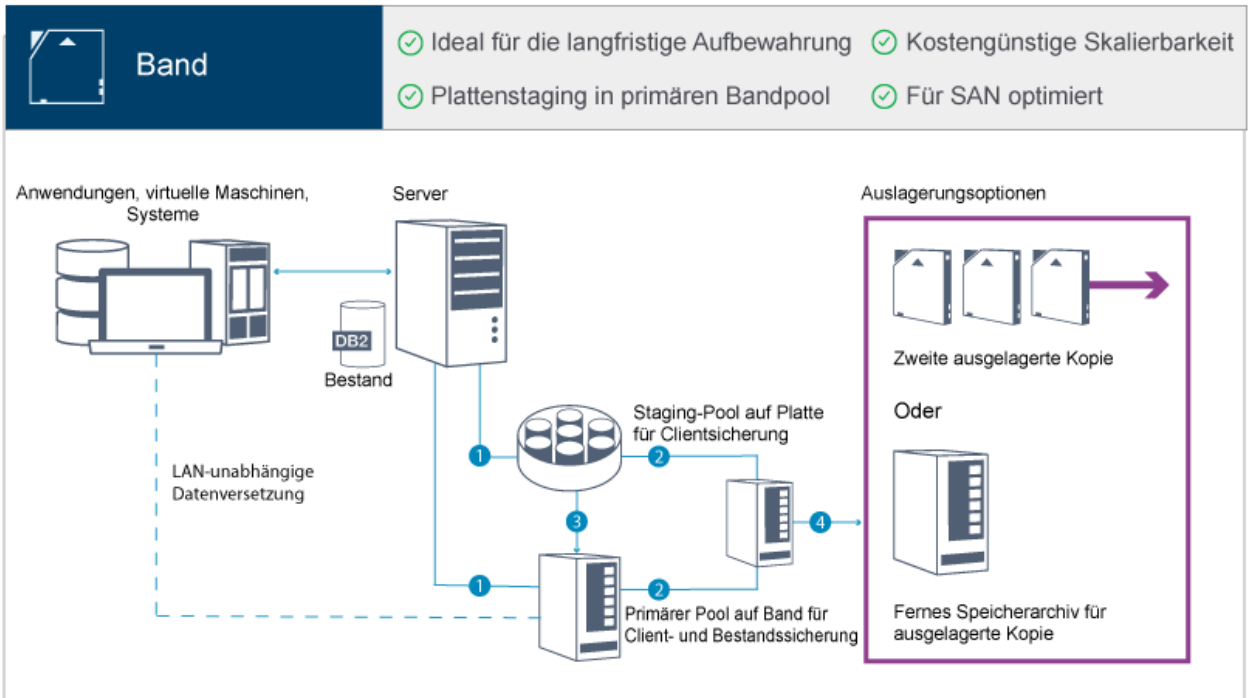 Band
Ideal für die langfristige Aufbewahrung
Kostengünstige Skalierbarkeit
Plattenstaging in primären Bandpool
Für SAN optimiert
Anwendungen, virtuelle Maschinen,
Systeme
Server
Auslagerungsoptionen
DB2
Bestand
Zweite ausgelagerte Kopie
Oder
Staging-Pool auf Platte
für Clientsicherung
1
2
LAN-unabhängige
Datenversetzung
3
4
1
2
Primärer Pool auf Band für
Client- und Bestandssicherung
Fernes Speicherarchiv für
ausgelagerte Kopie